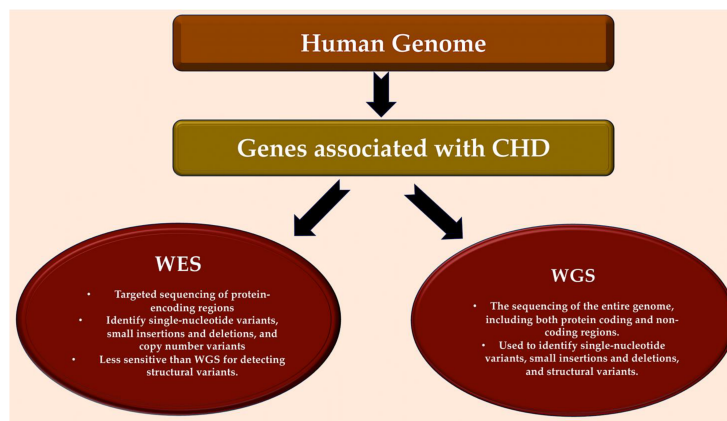 Human Genome
Genes associated with CHD
WES
• Targeted sequencing of protein-
encoding regions
• Identify single-nucleotide variants,
small insertions and deletions, and
copy number variants
• Less sensitive than WGS for detecting
structural variants.
WGS
• The sequencing of the entire genome,
including both protein coding and non-
coding regions.
• Used to identify single-nucleotide
variants, small insertions and deletions,
and structural variants.